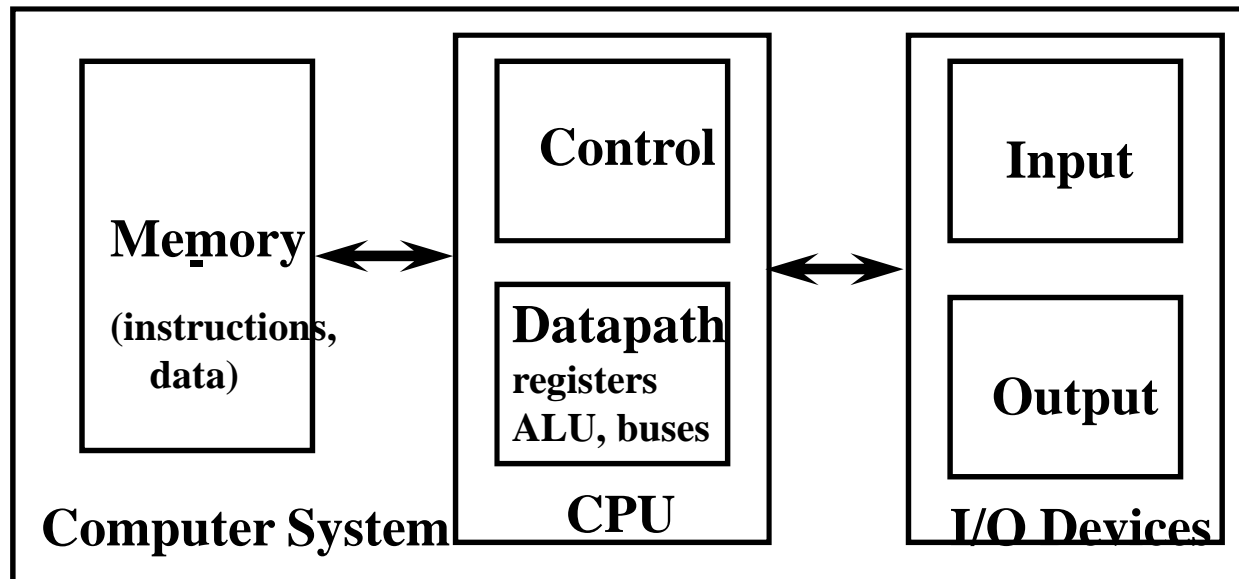 Memory
(instructions,
data)
Computer System
Control
Datapath
registers
ALU, buses
CPU
Input
Output
I/O Devices